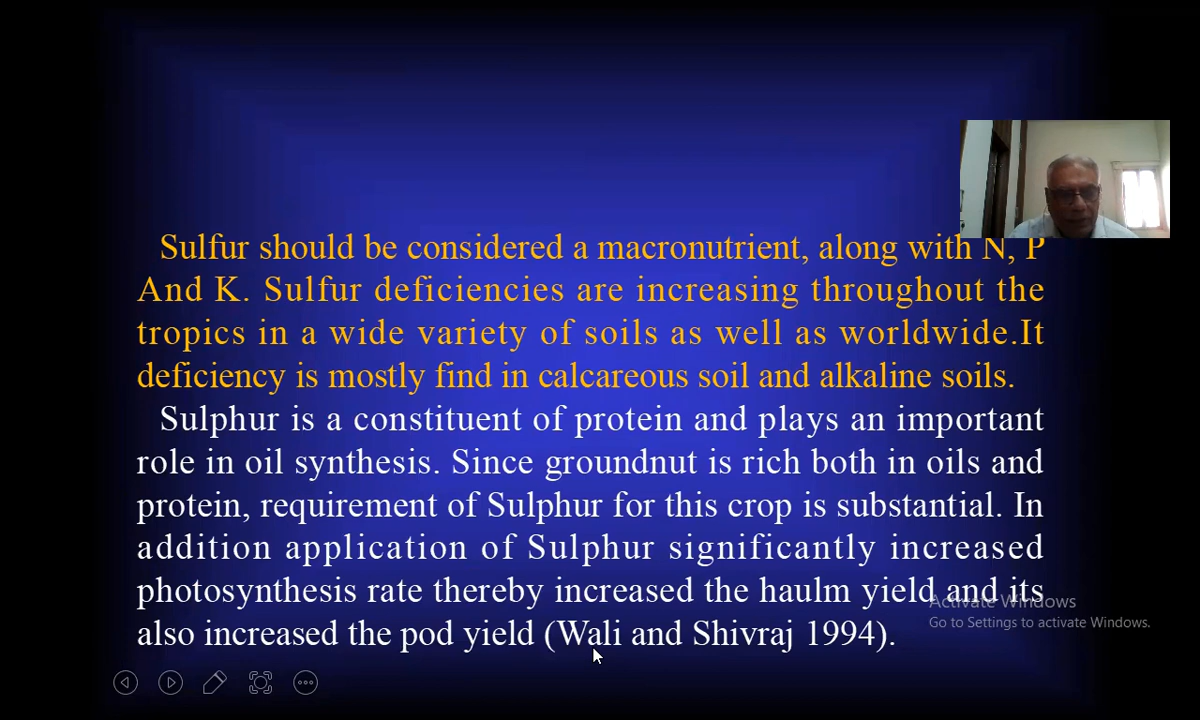 Sulfur should be considered a macronutrient, along with N, P
And K. Sulfur deficiencies are increasing throughout the
tropics in a wide variety of soils as well as worldwide.It
deficiency is mostly find in calcareous soil and alkaline soils.
Sulphur is a constituent of protein and plays an important
role in oil synthesis. Since groundnut is rich both in oils and
protein, requirement of Sulphur for this crop is substantial. In
addition application of Sulphur significantly increased
photosynthesis rate thereby increased the haulm yield and its
also increased the pod yield (Wali and Shivraj 1994).
Activate Windows
Go to Settings to activate Windows.